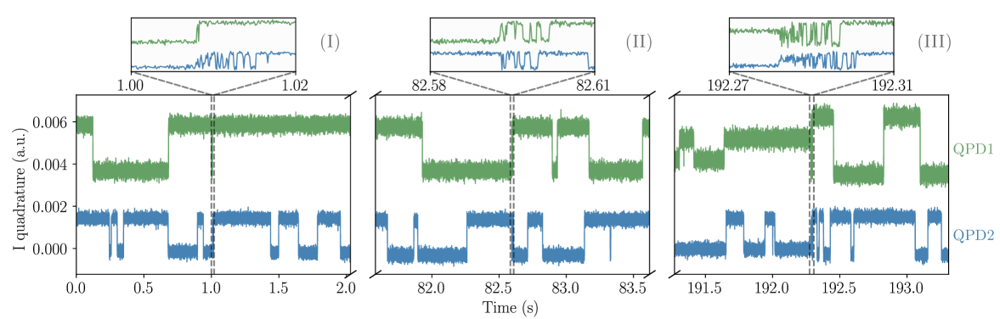 (I) (II) (III)
1.00 1.02 82.58 82.61 192.27 192.31
I quadrature (a.u.)
0.006
0.004
0.002
0.000
QPD1
QPD2
0.0 0.5 1.0 1.5 2.0 82.0 82.5 83.0 83.5 191.5 192.0 192.5 193.0
Time (s)